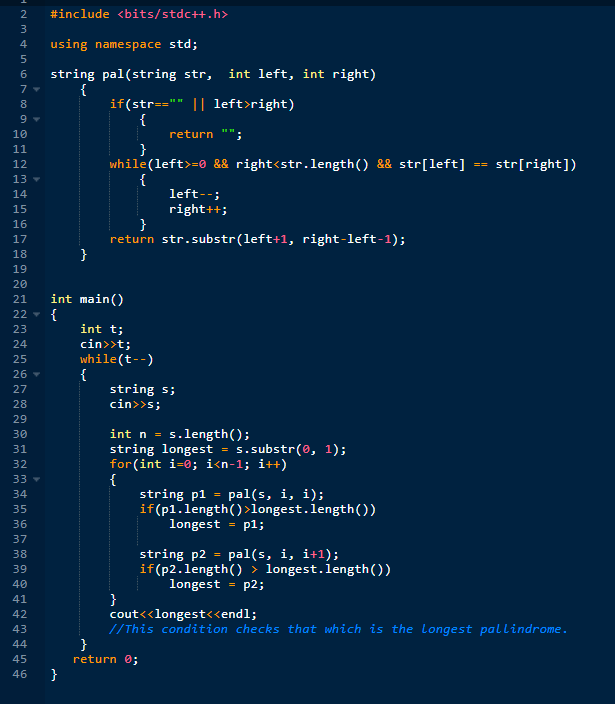 1
2 #include <bits/stdc++.h>
3
4 using namespace std;
5
6 string pal(string str,  int left, int right)
7     {
8         if(str=="" || left>right)
9             {
10                 return "";
11             }
12         while(left>=0 && right<str.length() && str[left] == str[right])
13             {
14                 left--;
15                 right++;
16             }
17         return str.substr(left+1, right-left-1);
18     }
19
20
21 int main()
22 {
23     int t;
24     cin>>t;
25     while(t--)
26     {
27         string s;
28         cin>>s;
29
30         int n = s.length();
31         string longest = s.substr(0, 1);
32         for(int i=0; i<n-1; i++)
33         {
34             string p1 = pal(s, i, i);
35             if(p1.length()>longest.length())
36                 longest = p1;
37
38             string p2 = pal(s, i, i+1);
39             if(p2.length() > longest.length())
40                 longest = p2;
41         }
42         cout<<longest<<endl;
43         //This condition checks that which is the longest pallindrome.
44     }
45    return 0;
46 }